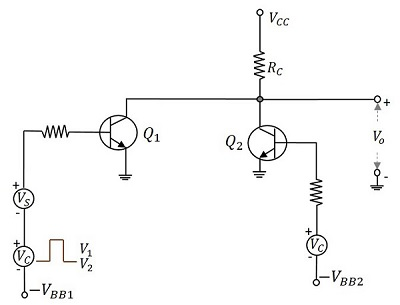 V_CC
R_C
+
Q_1
Q_2
V_o
-
+
V_S
-
+
V_C
-
V_1
V_2
+
V_C
-
-V_BB1
-V_BB2